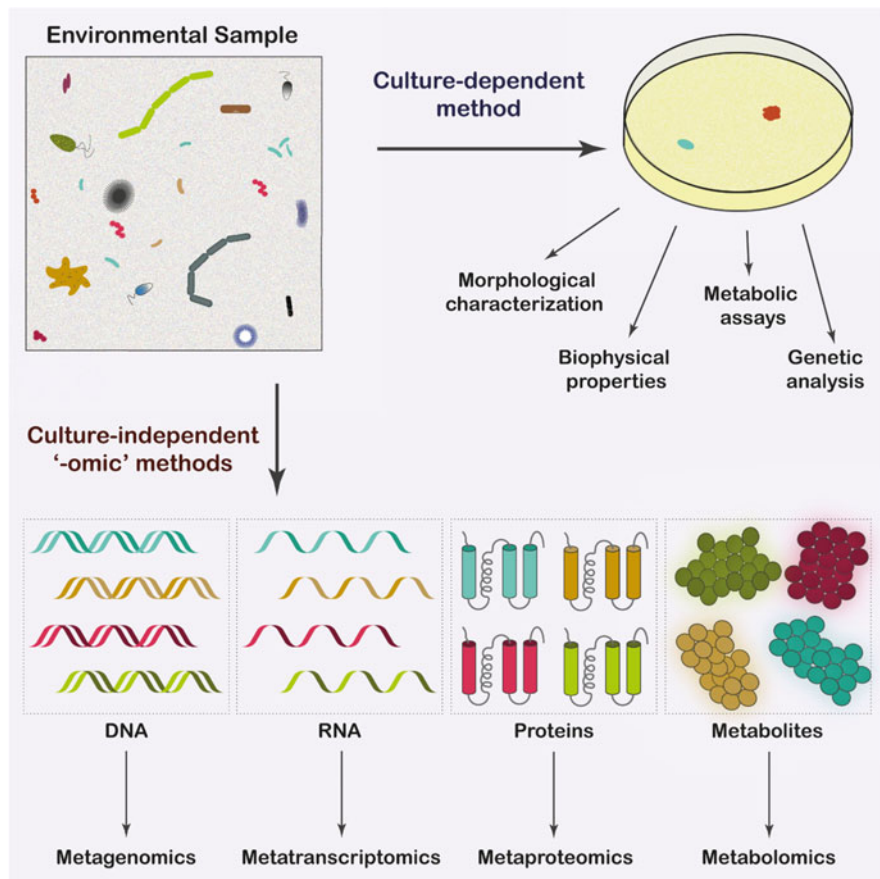 Environmental Sample
Culture-dependent
method
Morphological
characterization
Metabolic
assays
Biophysical
properties
Genetic
analysis
Culture-independent
‘-omic’ methods
DNA
RNA
Proteins
Metabolites
Metagenomics
Metatranscriptomics
Metaproteomics
Metabolomics